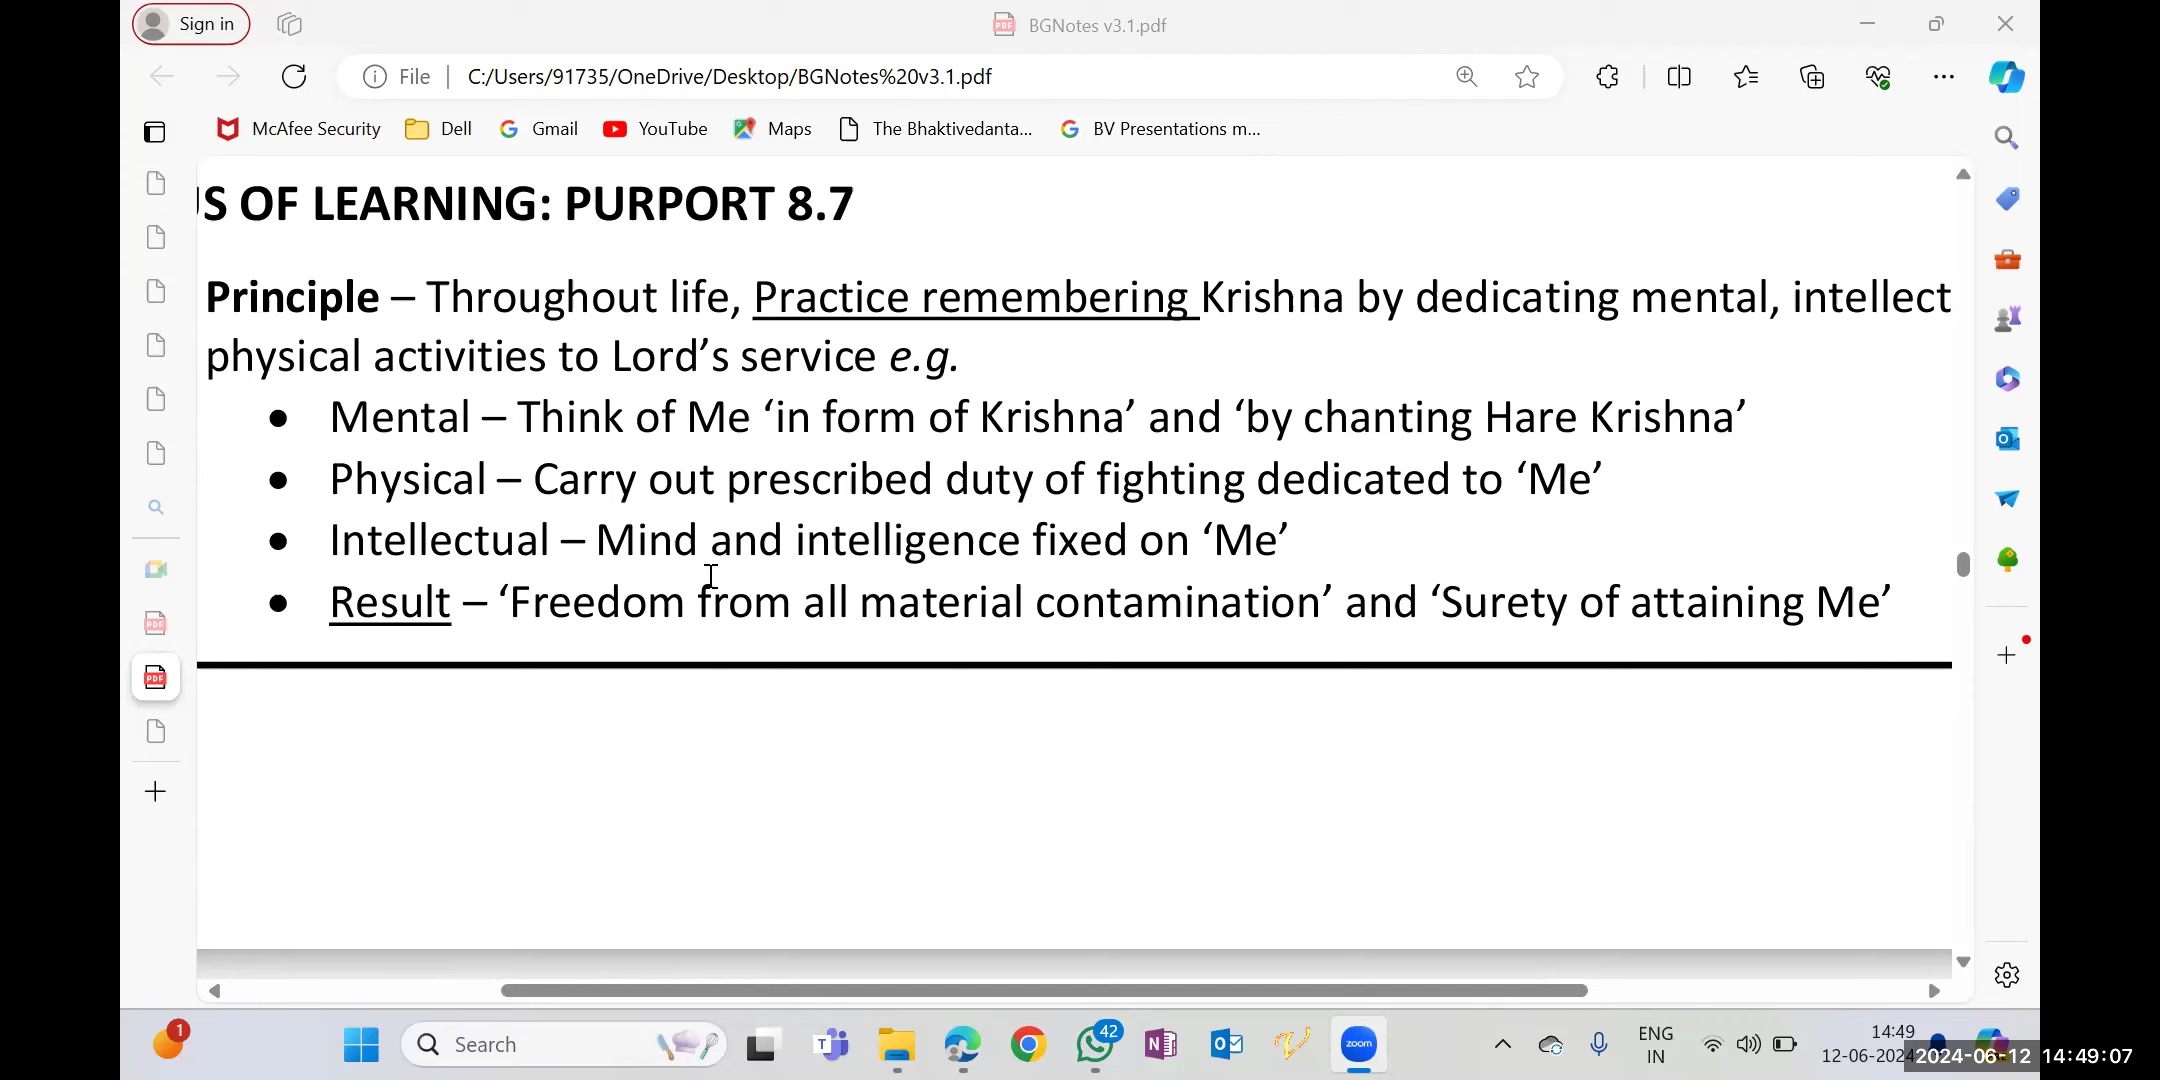 Sign in
BGNotes v3.1.pdf
File
C:/Users/91735/OneDrive/Desktop/BGNotes%20v3.1.pdf
McAfee Security Dell Gmail YouTube Maps The Bhaktivedanta... BV Presentations m...
S OF LEARNING: PURPORT 8.7
Principle – Throughout life, Practice remembering Krishna by dedicating mental, intellect
physical activities to Lord’s service e.g.
● Mental – Think of Me ‘in form of Krishna’ and ‘by chanting Hare Krishna’
● Physical – Carry out prescribed duty of fighting dedicated to ‘Me’
● Intellectual – Mind and intelligence fixed on ‘Me’
● Result – ‘Freedom from all material contamination’ and ‘Surety of attaining Me’
1
Search
42
zoom
ENG
IN
14:49
12-06-2024
2024-06-12 14:49:07